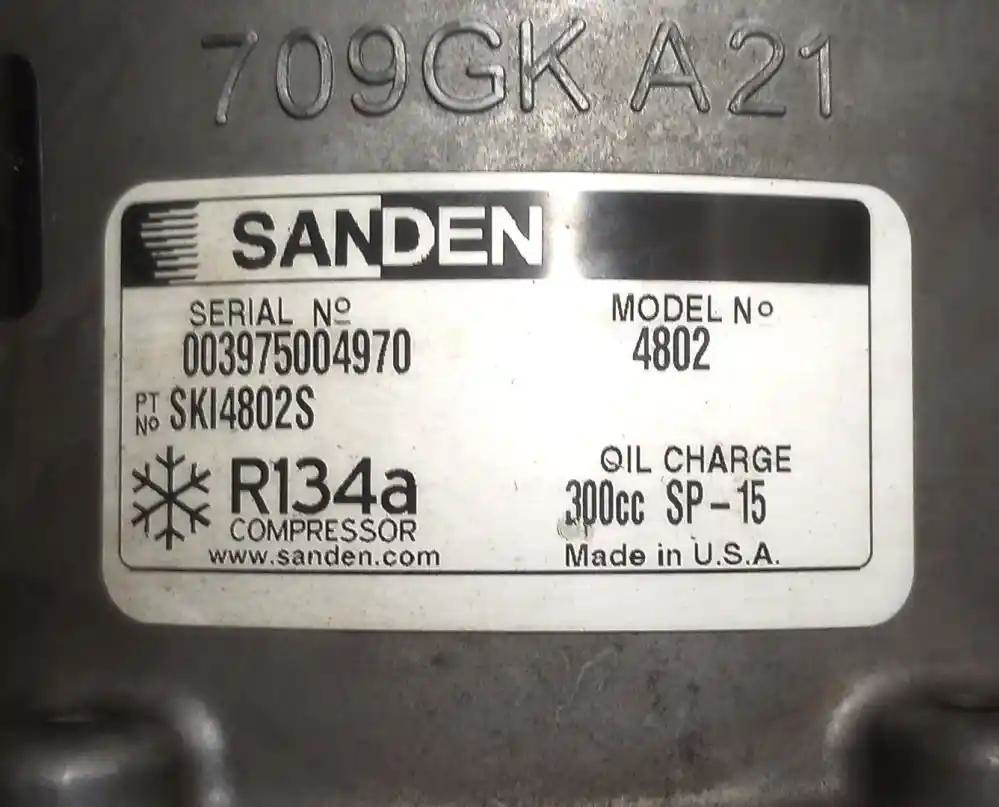 709GK A21
SANDEN
SERIAL Nº MODEL Nº
003975004970 4802
PT Nº SKI4802S
R134a OIL CHARGE
COMPRESSOR 300cc SP-15
www.sanden.com Made in U.S.A.